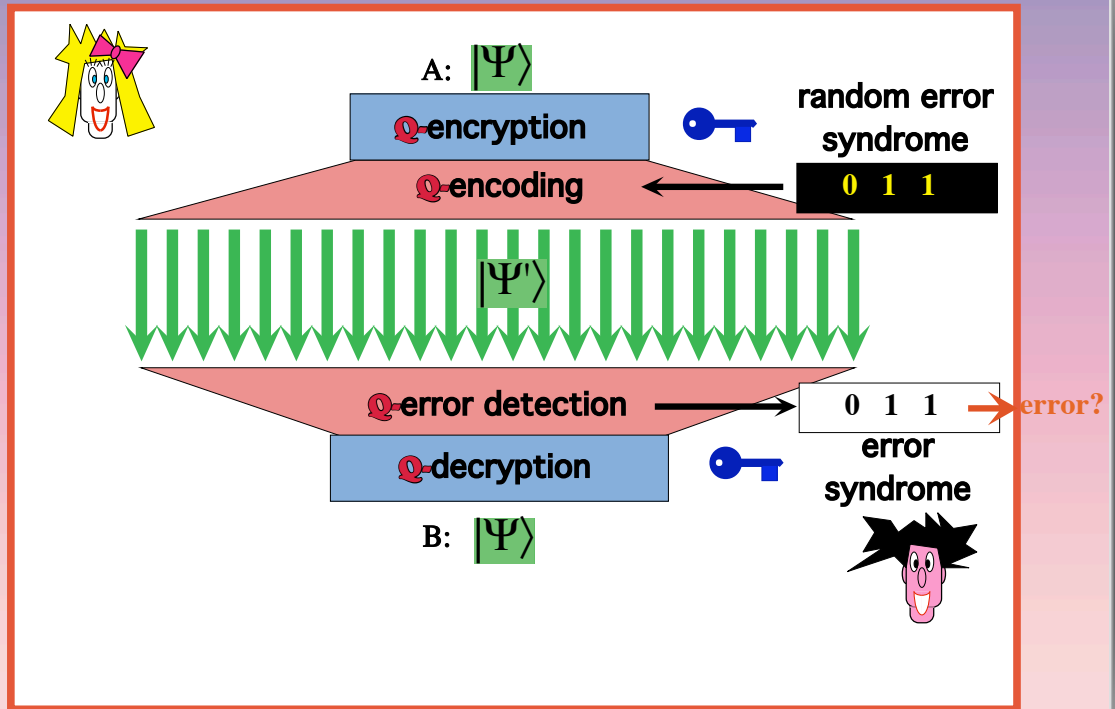 A: |Ψ⟩
Q-encryption
random error
syndrome
Q-encoding
0 1 1
|Ψ'⟩
Q-error detection
0 1 1
error?
error
syndrome
Q-decryption
B: |Ψ⟩